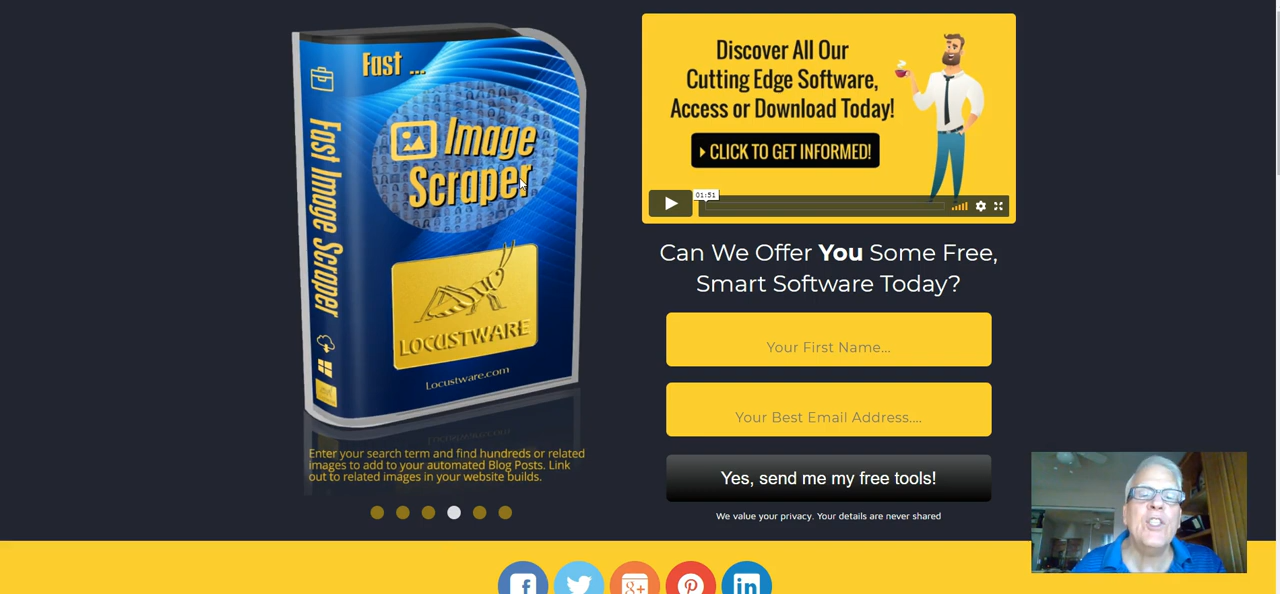 Fast ...
Fast Image Scraper
Image
Scraper
LOCUSTWARE
Locustware.com
Enter your search term and find hundreds or related
images to add to your automated Blog Posts. Link
out to related images in your website builds.
Discover All Our
Cutting Edge Software,
Access or Download Today!
CLICK TO GET INFORMED!
01:51
Can We Offer You Some Free,
Smart Software Today?
Your First Name...
Your Best Email Address....
Yes, send me my free tools!
We value your privacy. Your details are never shared
f
g+
in